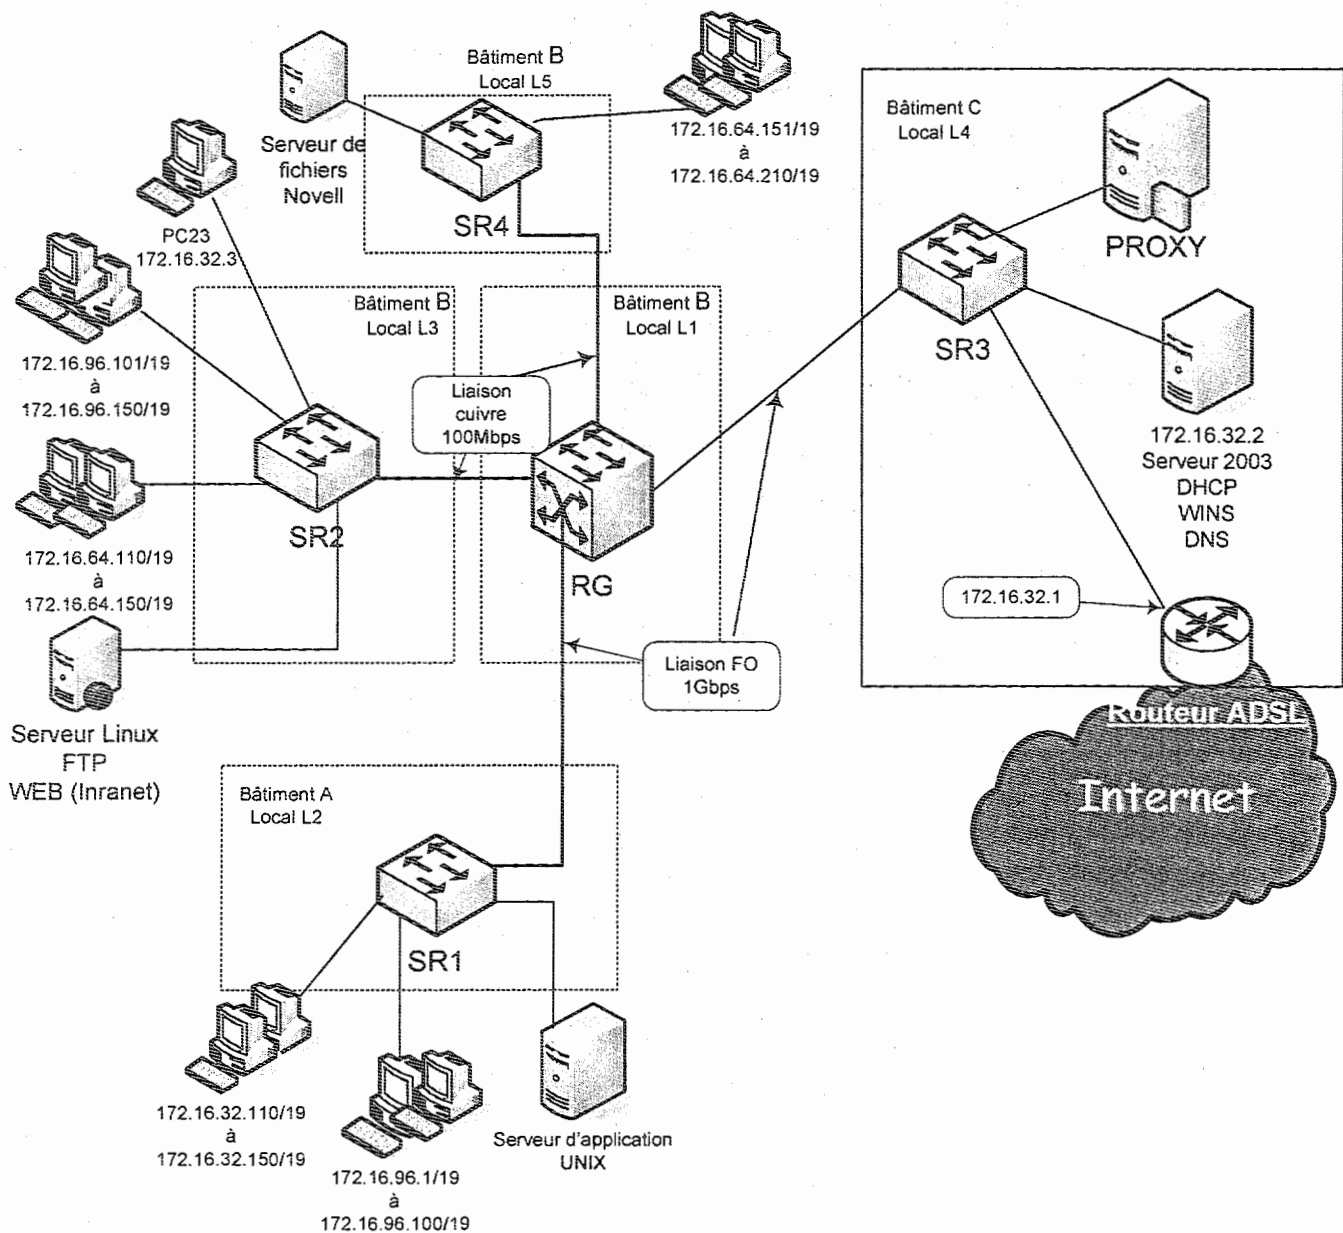 Bâtiment B
Local L5
Serveur de
fichiers
Novell
SR4
172.16.64.151/19
à
172.16.64.210/19
Bâtiment C
Local L4
PROXY
SR3
172.16.32.2
Serveur 2003
DHCP
WINS
DNS
172.16.32.1
Routeur ADSL
Internet
PC23
172.16.32.3
172.16.96.101/19
à
172.16.96.150/19
172.16.64.110/19
à
172.16.64.150/19
Serveur Linux
FTP
WEB (Inranet)
Bâtiment B
Local L3
SR2
Liaison
cuivre
100Mbps
Bâtiment B
Local L1
RG
Liaison FO
1Gbps
Bâtiment A
Local L2
SR1
172.16.32.110/19
à
172.16.32.150/19
172.16.96.1/19
à
172.16.96.100/19
Serveur d'application
UNIX